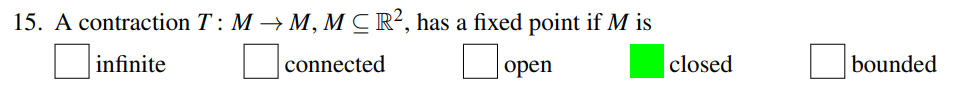 15. A contraction T : M → M, M ⊆ ℝ², has a fixed point if M is
infinite connected open closed bounded